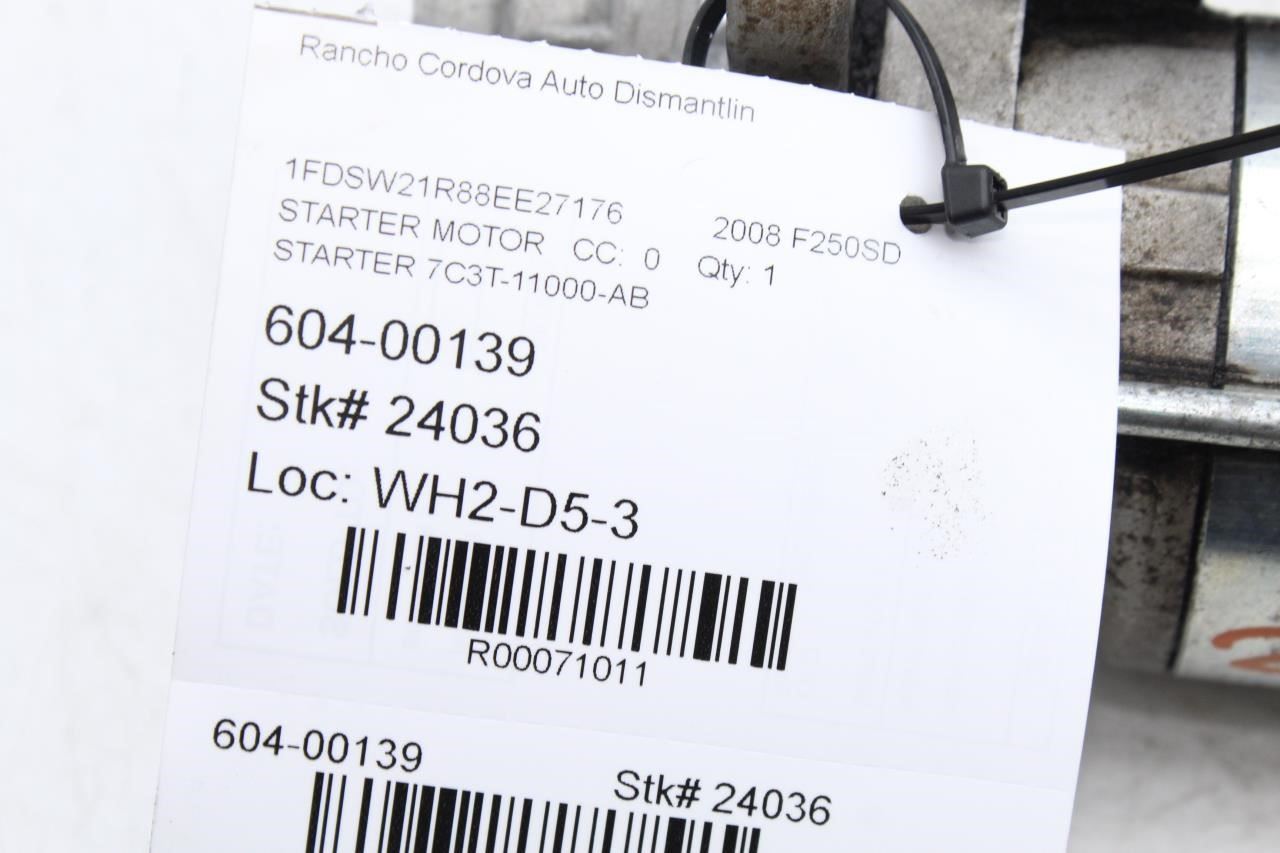 Rancho Cordova Auto Dismantlin
1FDSW21R88EE27176 2008 F250SD
STARTER MOTOR CC: 0 Qty: 1
STARTER 7C3T-11000-AB
604-00139
Stk# 24036
Loc: WH2-D5-3
R00071011
604-00139 Stk# 24036